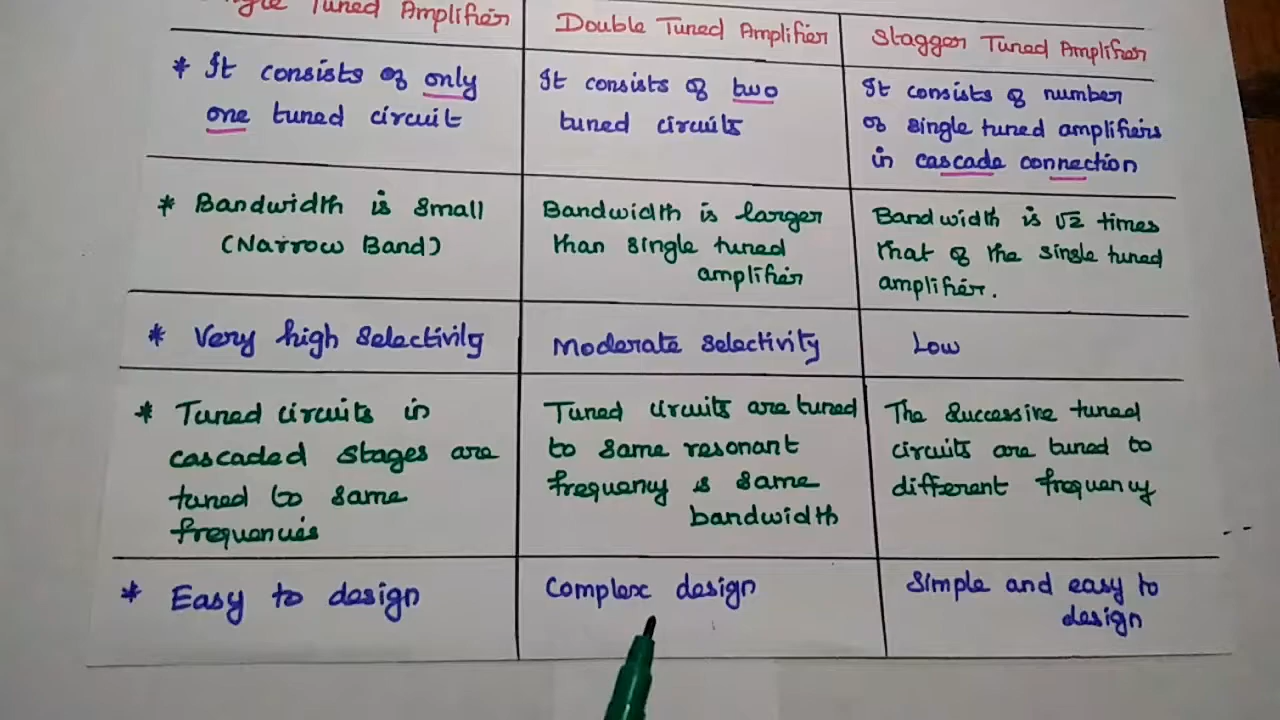 Tuned Amplifier
Double Tuned Amplifier
Stagger Tuned Amplifier
* It consists of only
one tuned circuit
It consists of two
tuned circuits
It consists of number
of single tuned amplifiers
in cascade connection
* Bandwidth is small
(Narrow Band)
Bandwidth is larger
than single tuned
amplifier
Bandwidth is √2 times
that of the single tuned
amplifier.
* Very high selectivity
Moderate selectivity
Low
* Tuned circuits in
cascaded stages are
tuned to same
frequencies
Tuned circuits are tuned
to same resonant
frequency & same
bandwidth
The successive tuned
circuits are tuned to
different frequency
* Easy to design
Complex design
Simple and easy to
design